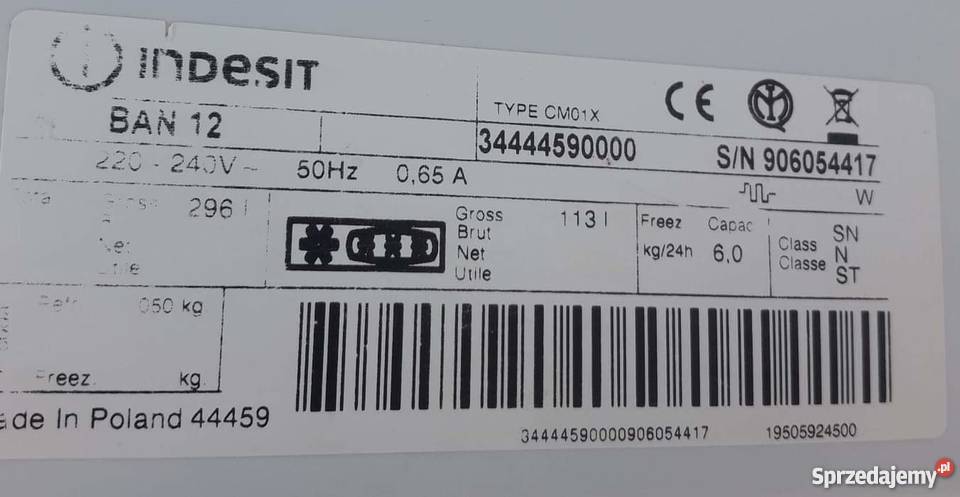 INDESIT
BAN 12
TYPE CM01X
34444590000
S/N 906054417
220 - 240V ~ 50Hz 0,65 A
W
296 l
Net
Gross 113 l
Brut
Net
Utile
Freez Capac
kg/24h 6,0
Class
Classe
SN
N
ST
050 kg
Freez. kg
ade In Poland 44459
34444590000906054417
19505924500
Sprzedajemy.pl